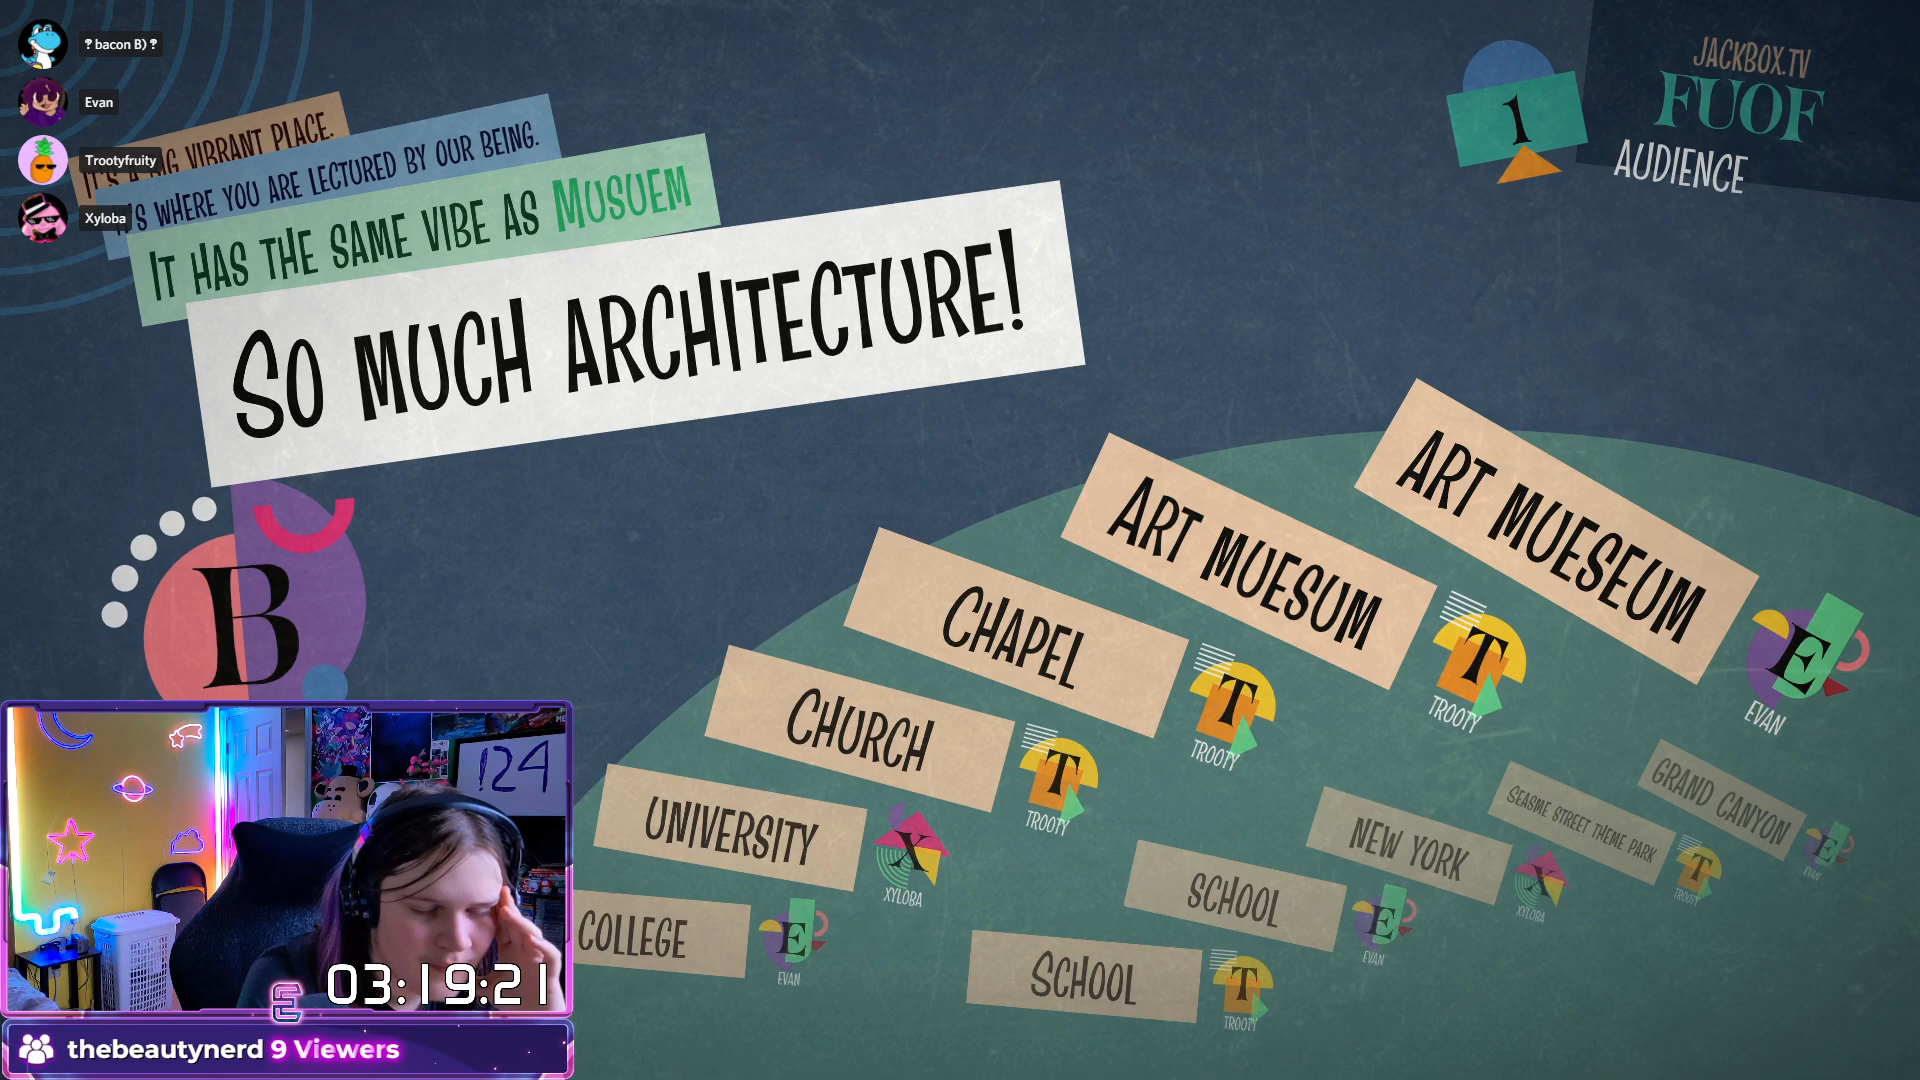 ‽ bacon B) ‽
Evan
Trootyfruity
Xyloba
VIBRANT PLACE.
WHERE YOU ARE LECTURED BY OUR BEING.
IT HAS THE SAME VIBE AS MUSUEM
SO MUCH ARCHITECTURE!
1
JACKBOX.TV
FUOF
AUDIENCE
B
ART MUESEUM
E
EVAN
ART MUESUM
T
TROOTY
CHAPEL
T
TROOTY
CHURCH
T
TROOTY
UNIVERSITY
X
XYLOBA
COLLEGE
E
EVAN
GRAND CANYON
E
EVAN
SEASME STREET THEME PARK
T
TROOTY
NEW YORK
X
XYLOBA
SCHOOL
E
EVAN
SCHOOL
T
TROOTY
!24
03:19:21
thebeautynerd 9 Viewers